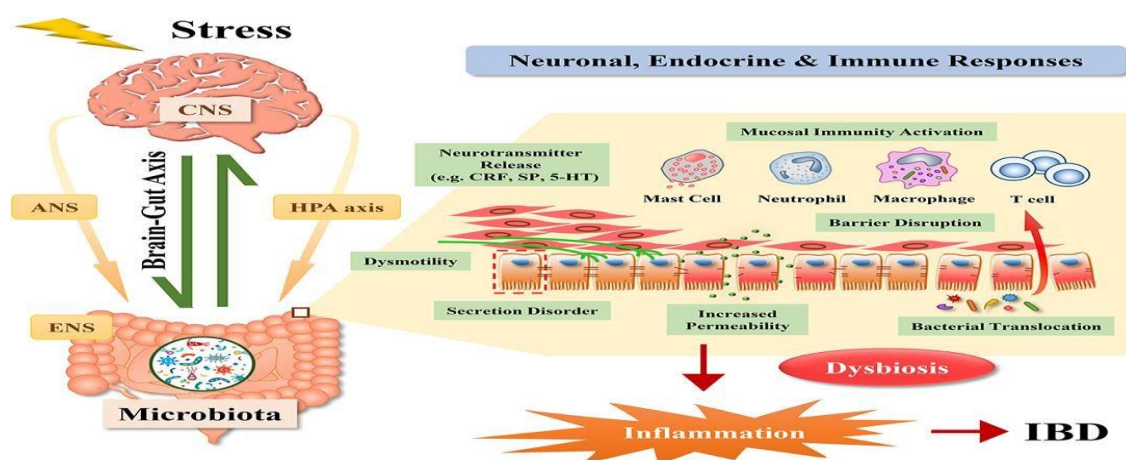 Stress
CNS
Brain-Gut Axis
ANS
HPA axis
ENS
Microbiota
Neuronal, Endocrine & Immune Responses
Neurotransmitter
Release
(e.g. CRF, SP, 5-HT)
Mucosal Immunity Activation
Mast Cell
Neutrophil
Macrophage
T cell
Barrier Disruption
Dysmotility
Secretion Disorder
Increased
Permeability
Bacterial Translocation
Dysbiosis
Inflammation
IBD